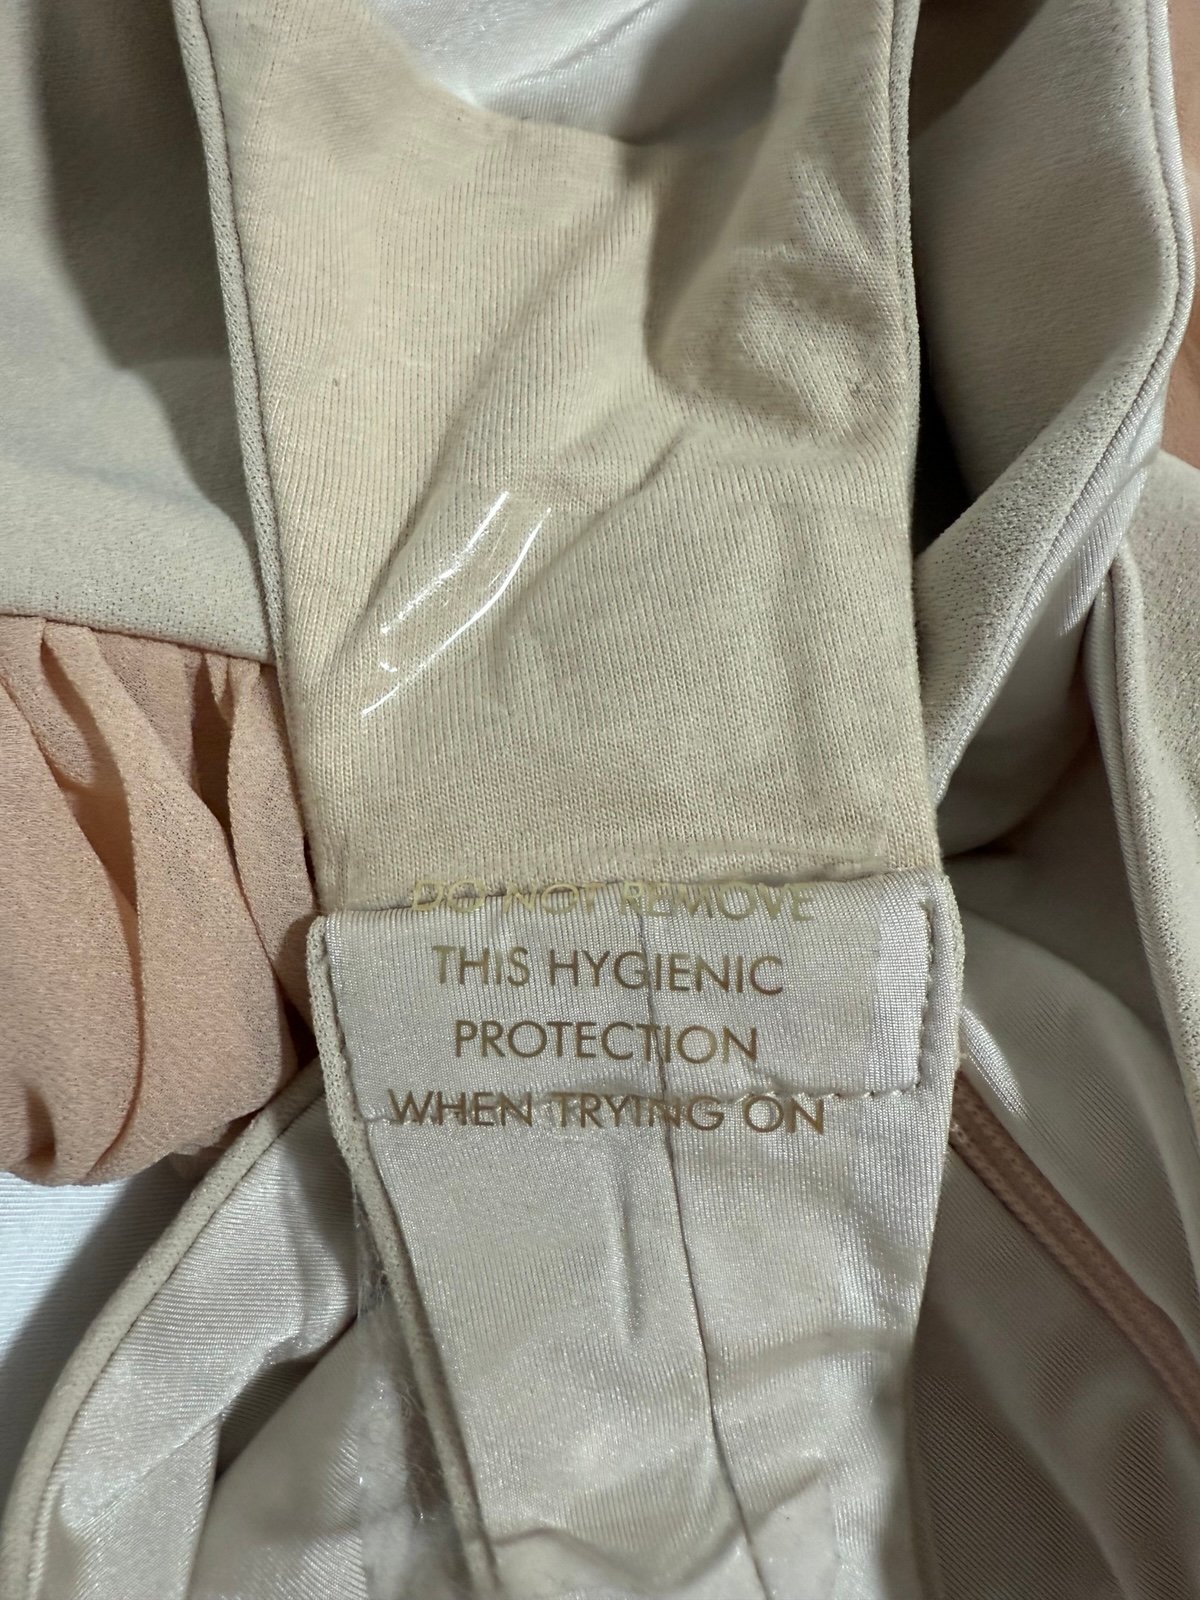 DO NOT REMOVE
THIS HYGIENIC
PROTECTION
WHEN TRYING ON